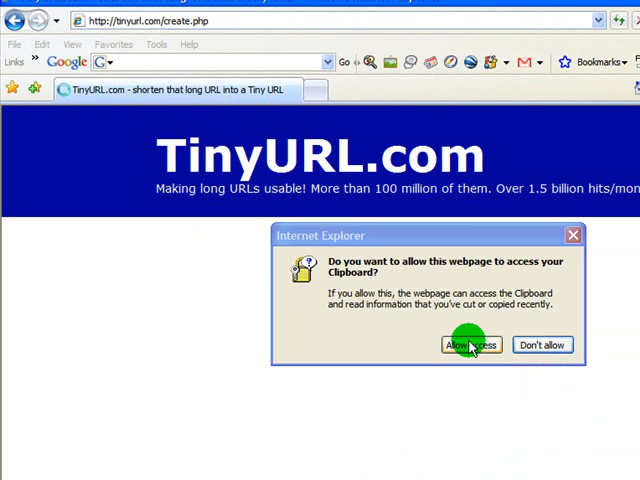 http://tinyurl.com/create.php
File Edit View Favorites Tools Help
Links » Google G Go Bookmarks
TinyURL.com - shorten that long URL into a Tiny URL
TinyURL.com
Making long URLs usable! More than 100 million of them. Over 1.5 billion hits/mon
Internet Explorer
Do you want to allow this webpage to access your
Clipboard?
If you allow this, the webpage can access the Clipboard
and read information that you've cut or copied recently.
Allow access Don't allow